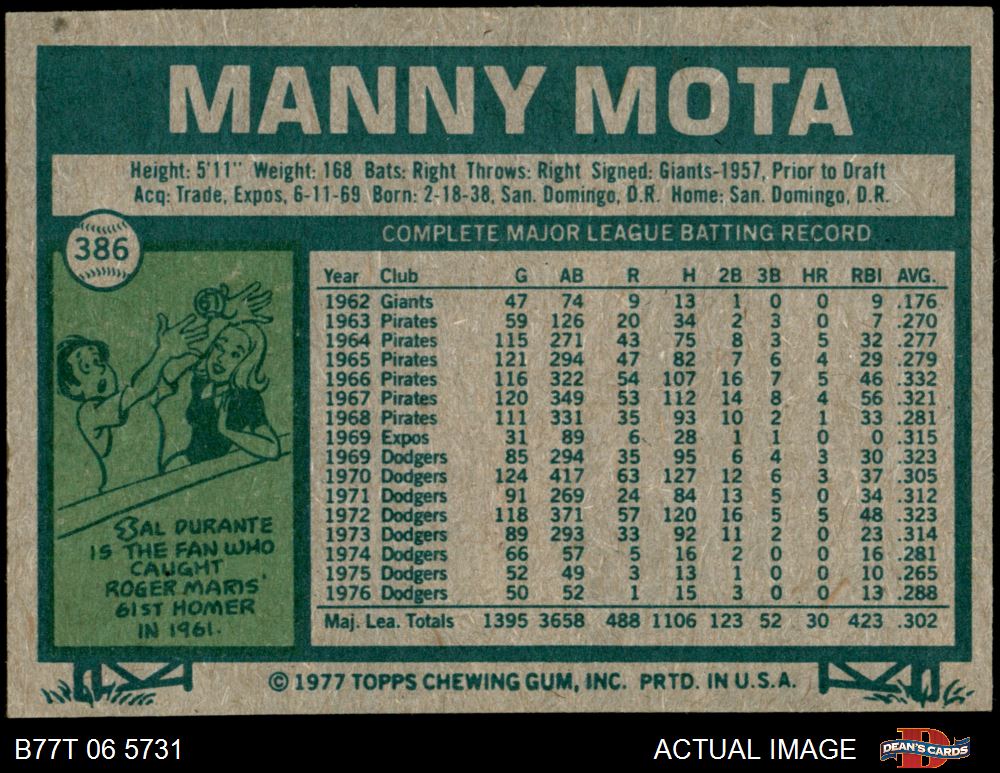 MANNY MOTA
Height: 5'11" Weight: 168 Bats: Right Throws: Right Signed: Giants-1957, Prior to Draft
Acq: Trade, Expos, 6-11-69 Born: 2-18-38, San. Domingo, D.R. Home: San. Domingo, D.R.
386
COMPLETE MAJOR LEAGUE BATTING RECORD
Year Club G AB R H 2B 3B HR RBI AVG.
1962 Giants 47 74 9 13 1 0 0 9 .176
1963 Pirates 59 126 20 34 2 3 0 7 .270
1964 Pirates 115 271 43 75 8 3 5 32 .277
1965 Pirates 121 294 47 82 7 6 4 29 .279
1966 Pirates 116 322 54 107 16 7 5 46 .332
1967 Pirates 120 349 53 112 14 8 4 56 .321
1968 Pirates 111 331 35 93 10 2 1 33 .281
1969 Expos 31 89 6 28 1 1 0 0 .315
1969 Dodgers 85 294 35 95 6 4 3 30 .323
1970 Dodgers 124 417 63 127 12 6 3 37 .305
1971 Dodgers 91 269 24 84 13 5 0 34 .312
1972 Dodgers 118 371 57 120 16 5 5 48 .323
1973 Dodgers 89 293 33 92 11 2 0 23 .314
1974 Dodgers 66 57 5 16 2 0 0 16 .281
1975 Dodgers 52 49 3 13 1 0 0 10 .265
1976 Dodgers 50 52 1 15 3 0 0 13 .288
Maj. Lea. Totals 1395 3658 488 1106 123 52 30 423 .302
61
SAL DURANTE
IS THE FAN WHO
CAUGHT
ROGER MARIS'
61ST HOMER
IN 1961.
© 1977 TOPPS CHEWING GUM, INC. PRTD. IN U.S.A.
B77T 06 5731
ACTUAL IMAGE
DEAN'S CARDS